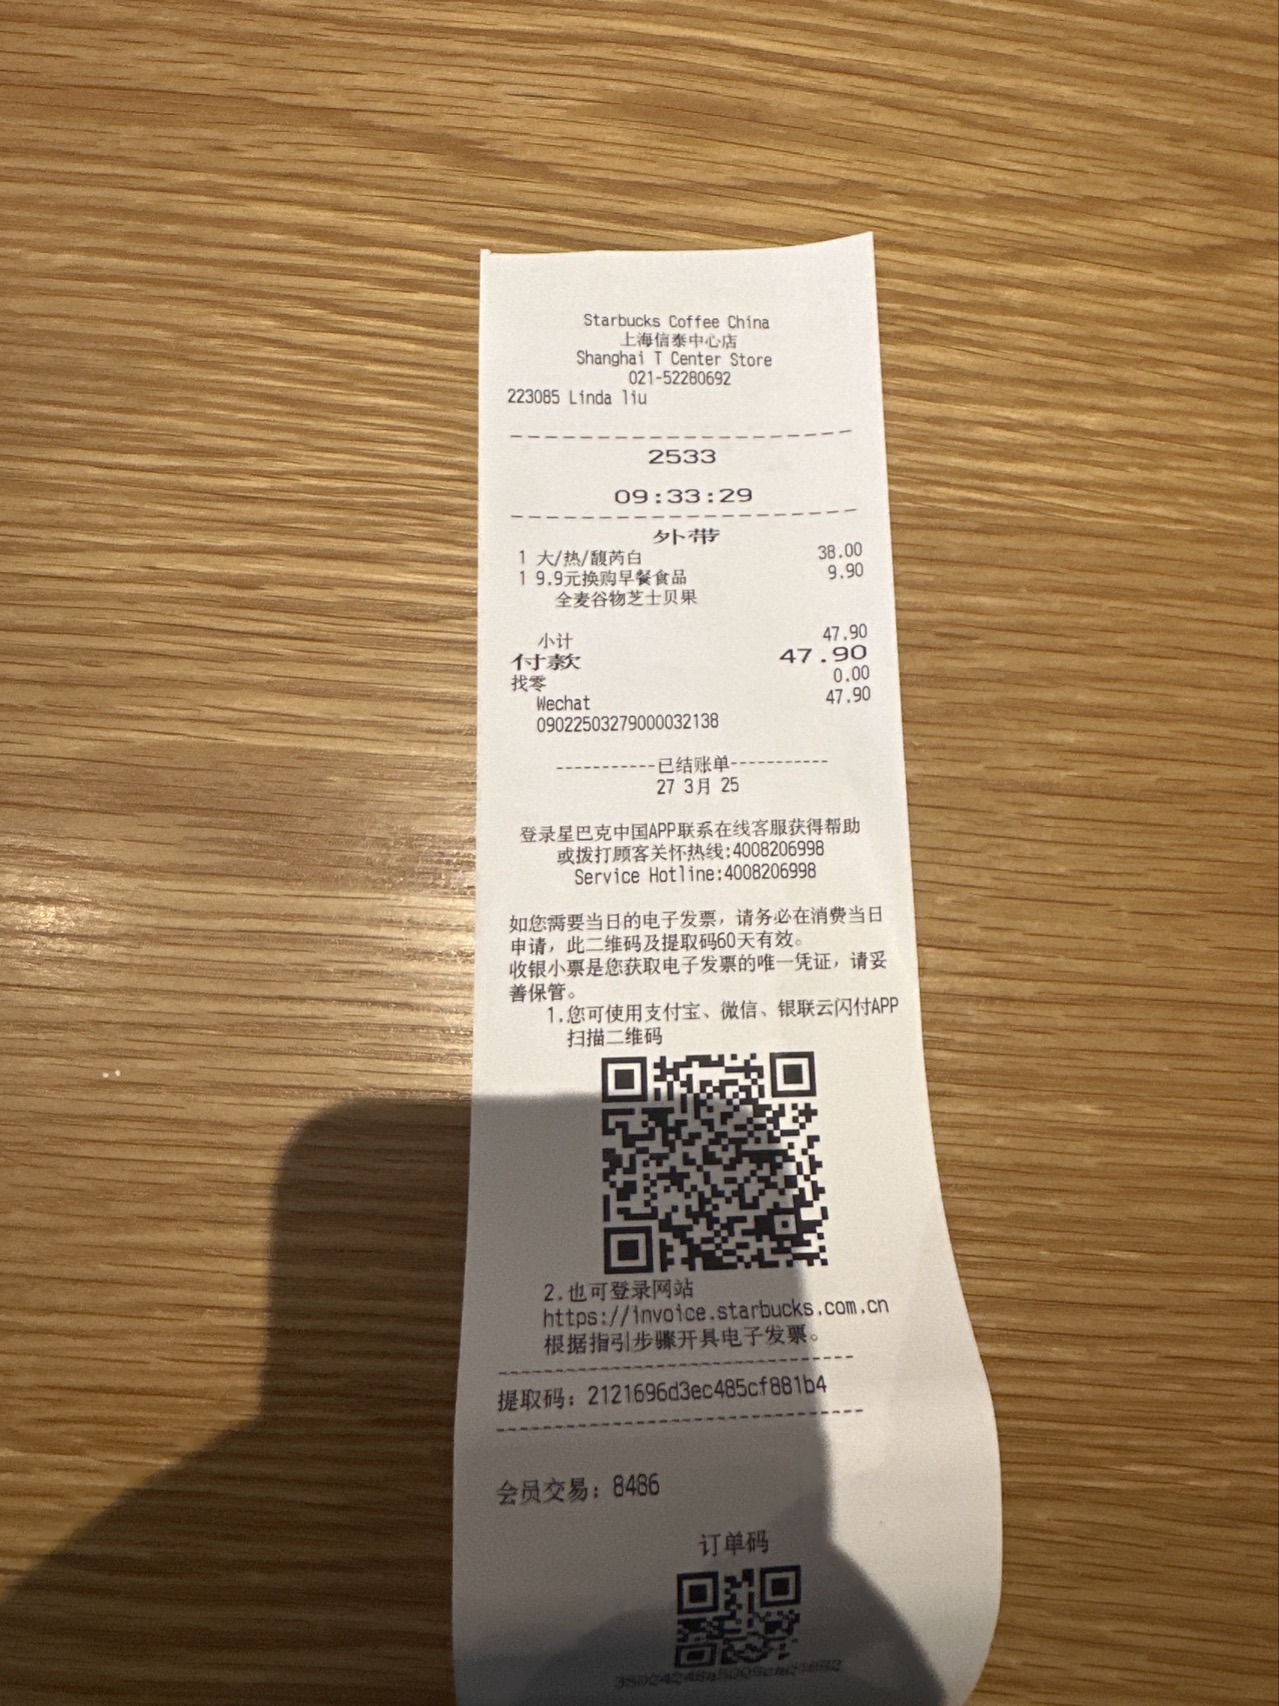 Starbucks Coffee China
上海信泰中心店
Shanghai T Center Store
021-52280692
223085 Linda liu
2533
09:33:29
外带
1 大/热/馥芮白 38.00
1 9.9元换购早餐食品 9.90
全麦谷物芝士贝果
小计 47.90
付款 47.90
找零 0.00
Wechat 47.90
09022503279000032138
-----------已结账单-----------
27 3月 25
登录星巴克中国APP联系在线客服获得帮助
或拨打顾客关怀热线:4008206998
Service Hotline:4008206998
如您需要当日的电子发票，请务必在消费当日
申请，此二维码及提取码60天有效。
收银小票是您获取电子发票的唯一凭证，请妥
善保管。
1.您可使用支付宝、微信、银联云闪付APP
扫描二维码
2.也可登录网站
https://invoice.starbucks.com.cn
根据指引步骤开具电子发票。
提取码：2121696d3ec485cf881b4
会员交易：8486
订单码